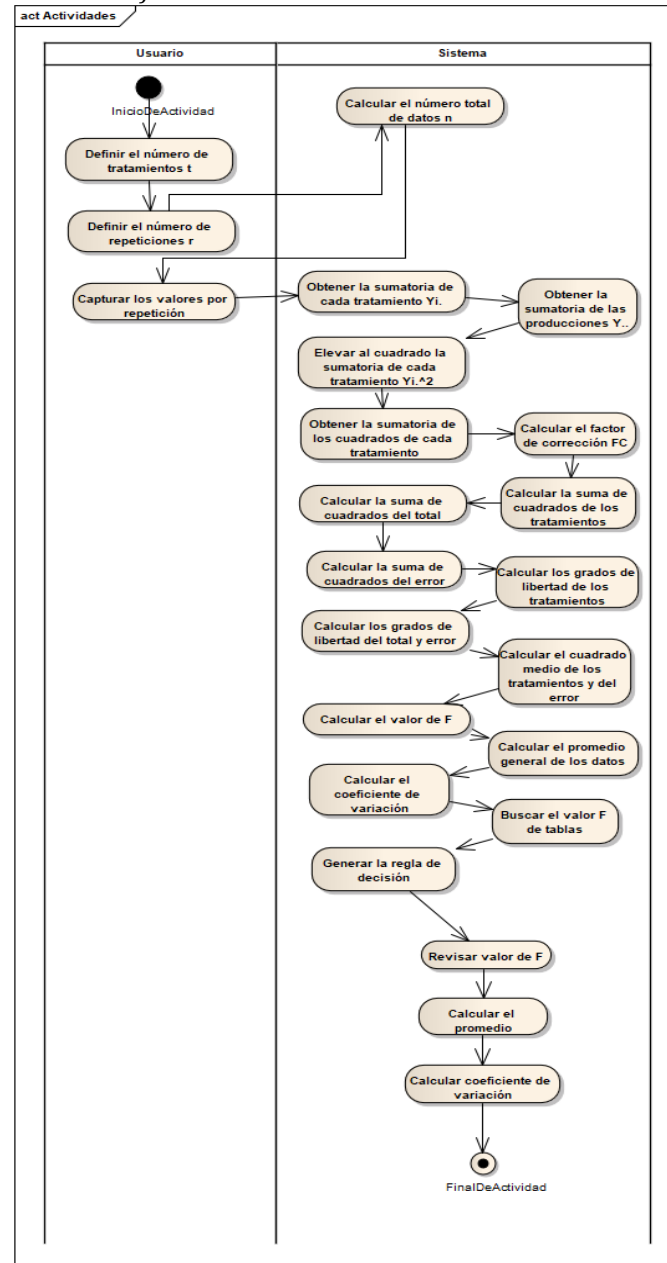 act Actividades
Usuario
Sistema
InicioDeActividad
Calcular el número total
de datos n
Definir el número de
tratamientos t
Definir el número de
repeticiones r
Capturar los valores por
repetición
Obtener la sumatoria de
cada tratamiento Yi.
Obtener la
sumatoria de las
producciones Y..
Elevar al cuadrado la
sumatoria de cada
tratamiento Yi.^2
Obtener la sumatoria de
los cuadrados de cada
tratamiento
Calcular el factor
de corrección FC
Calcular la suma de
cuadrados de los
tratamientos
Calcular la suma de
cuadrados del total
Calcular la suma de
cuadrados del error
Calcular los grados de
libertad de los
tratamientos
Calcular los grados de
libertad del total y error
Calcular el cuadrado
medio de los
tratamientos y del
error
Calcular el valor de F
Calcular el promedio
general de los datos
Calcular el
coeficiente de
variación
Buscar el valor F
de tablas
Generar la regla de
decisión
Revisar valor de F
Calcular el
promedio
Calcular coeficiente de
variación
FinalDeActividad